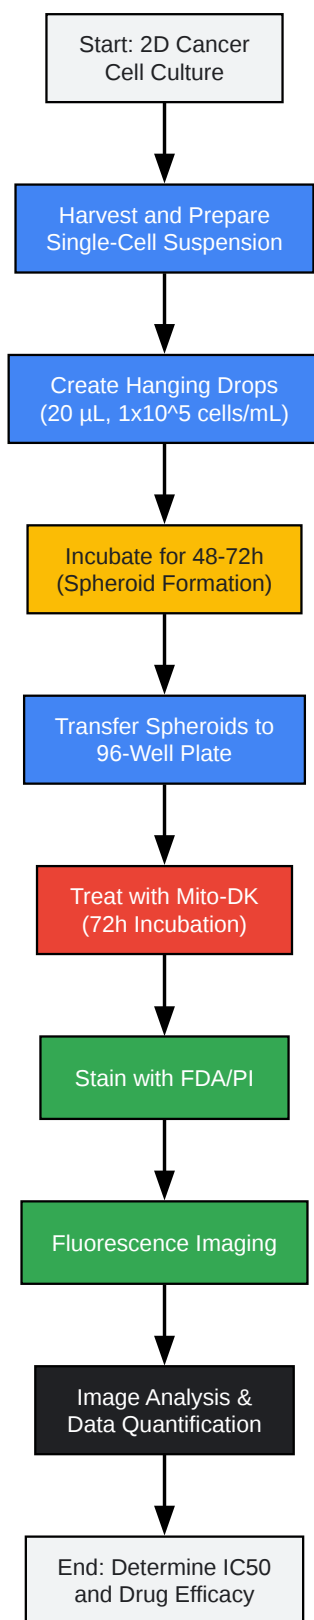 Start: 2D Cancer
Cell Culture
Harvest and Prepare
Single-Cell Suspension
Create Hanging Drops
(20 µL, 1x10^5 cells/mL)
Incubate for 48-72h
(Spheroid Formation)
Transfer Spheroids to
96-Well Plate
Treat with Mito-DK
(72h Incubation)
Stain with FDA/PI
Fluorescence Imaging
Image Analysis &
Data Quantification
End: Determine IC50
and Drug Efficacy